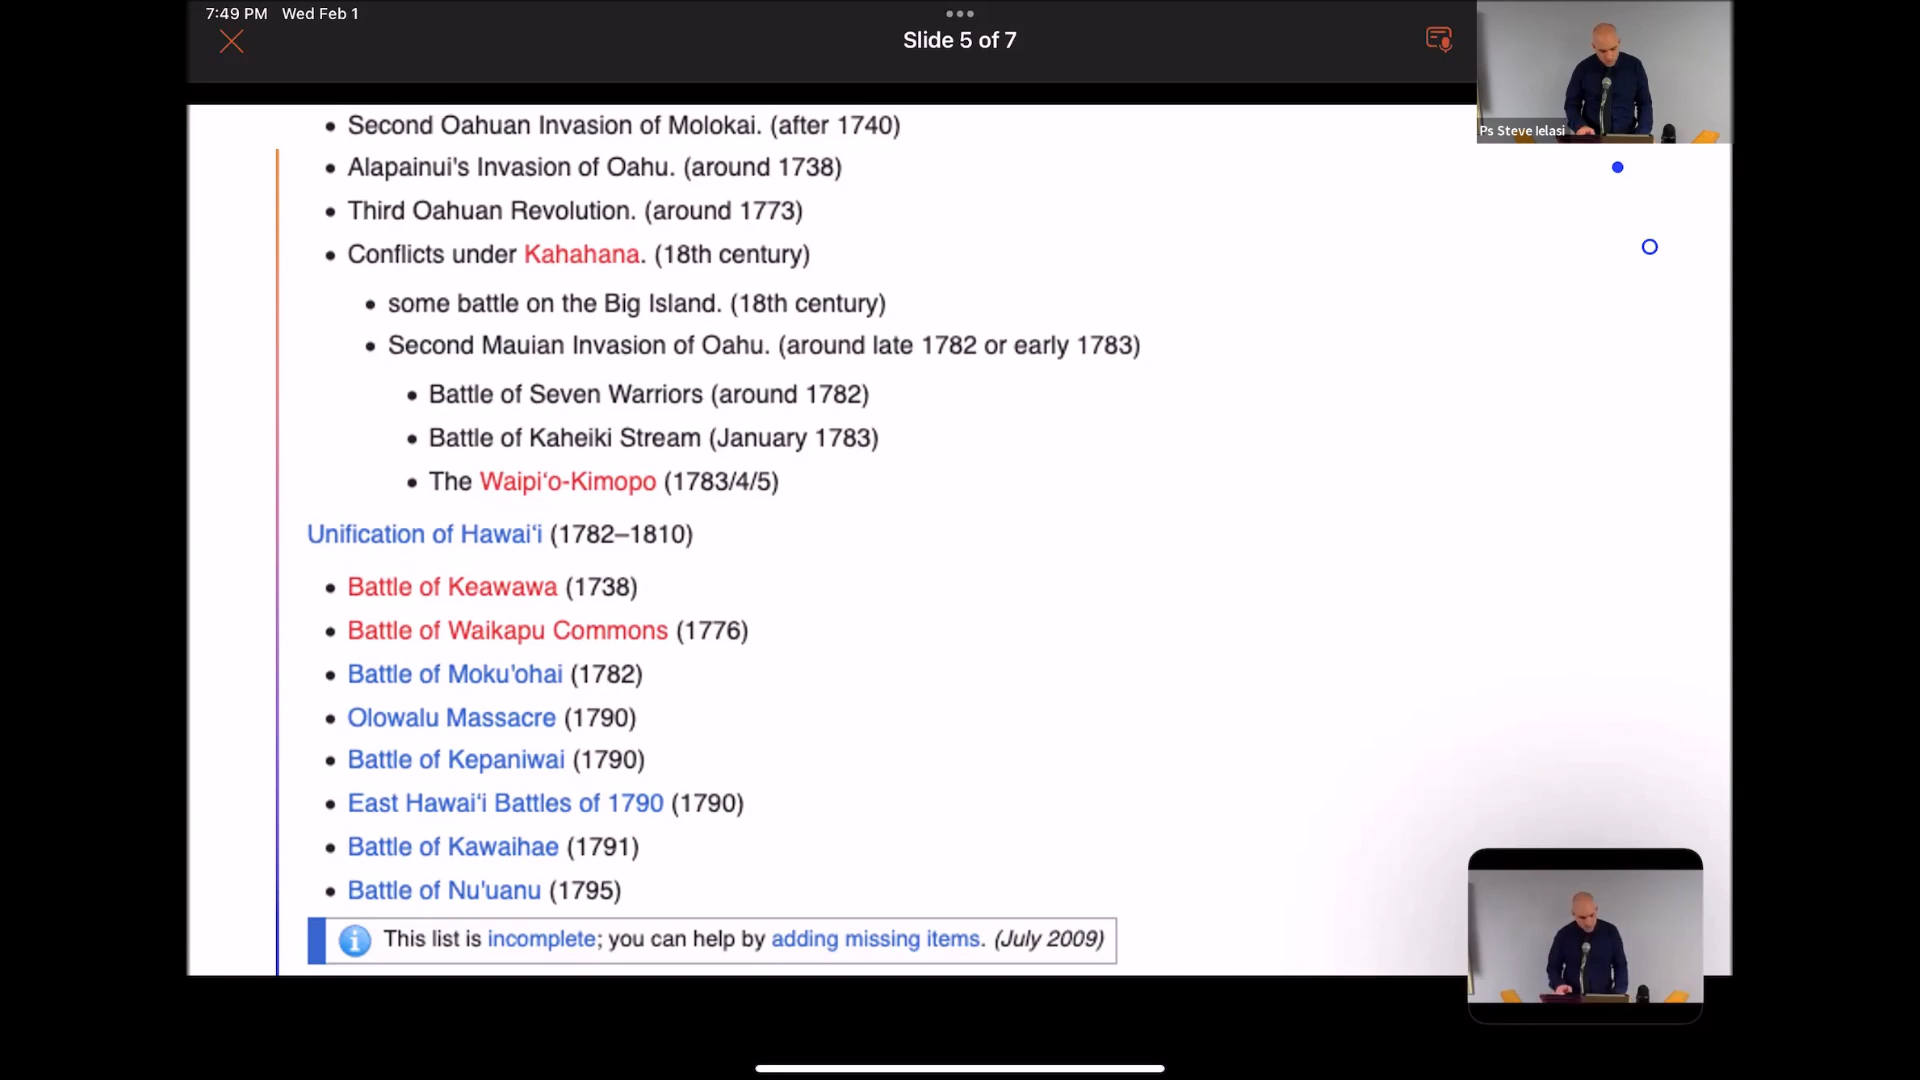 7:49 PM Wed Feb 1
Slide 5 of 7
Ps Steve Ielasi
• Second Oahuan Invasion of Molokai. (after 1740)
• Alapainui's Invasion of Oahu. (around 1738)
• Third Oahuan Revolution. (around 1773)
• Conflicts under Kahahana. (18th century)
• some battle on the Big Island. (18th century)
• Second Mauian Invasion of Oahu. (around late 1782 or early 1783)
• Battle of Seven Warriors (around 1782)
• Battle of Kaheiki Stream (January 1783)
• The Waipiʻo-Kimopo (1783/4/5)
Unification of Hawaiʻi (1782–1810)
• Battle of Keawawa (1738)
• Battle of Waikapu Commons (1776)
• Battle of Moku'ohai (1782)
• Olowalu Massacre (1790)
• Battle of Kepaniwai (1790)
• East Hawaiʻi Battles of 1790 (1790)
• Battle of Kawaihae (1791)
• Battle of Nu'uanu (1795)
This list is incomplete; you can help by adding missing items. (July 2009)